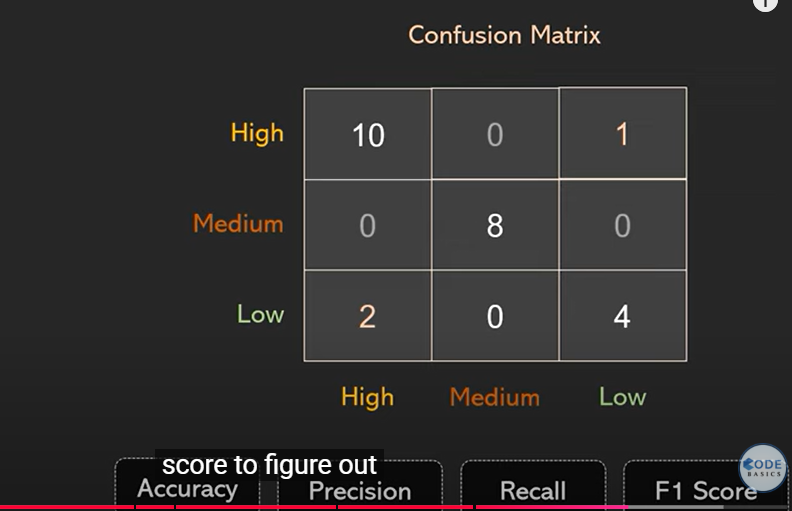 Confusion Matrix
High 10 0 1
Medium 0 8 0
Low 2 0 4
High Medium Low
score to figure out
Accuracy Precision Recall F1 Score
CODE
BASICS